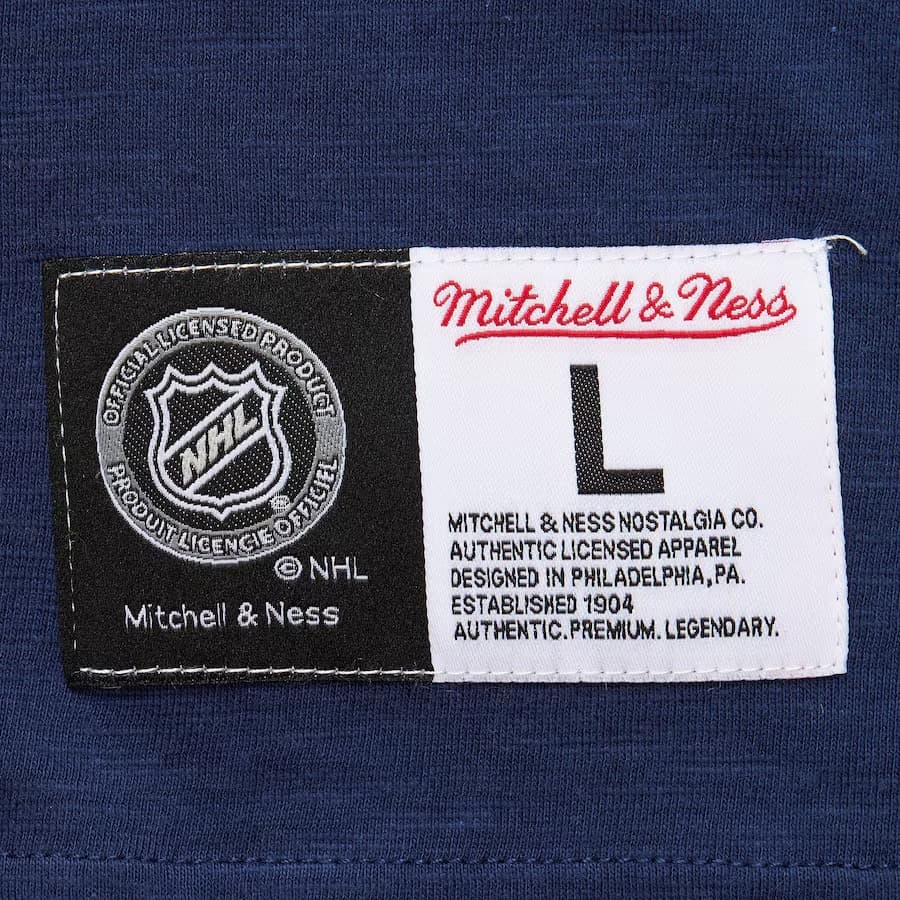 OFFICIAL LICENSED PRODUCT
NHL
PRODUIT LICENCIÉ OFFICIEL
© NHL
Mitchell & Ness
Mitchell & Ness
L
MITCHELL & NESS NOSTALGIA CO.
AUTHENTIC LICENSED APPAREL
DESIGNED IN PHILADELPHIA, PA.
ESTABLISHED 1904
AUTHENTIC. PREMIUM. LEGENDARY.